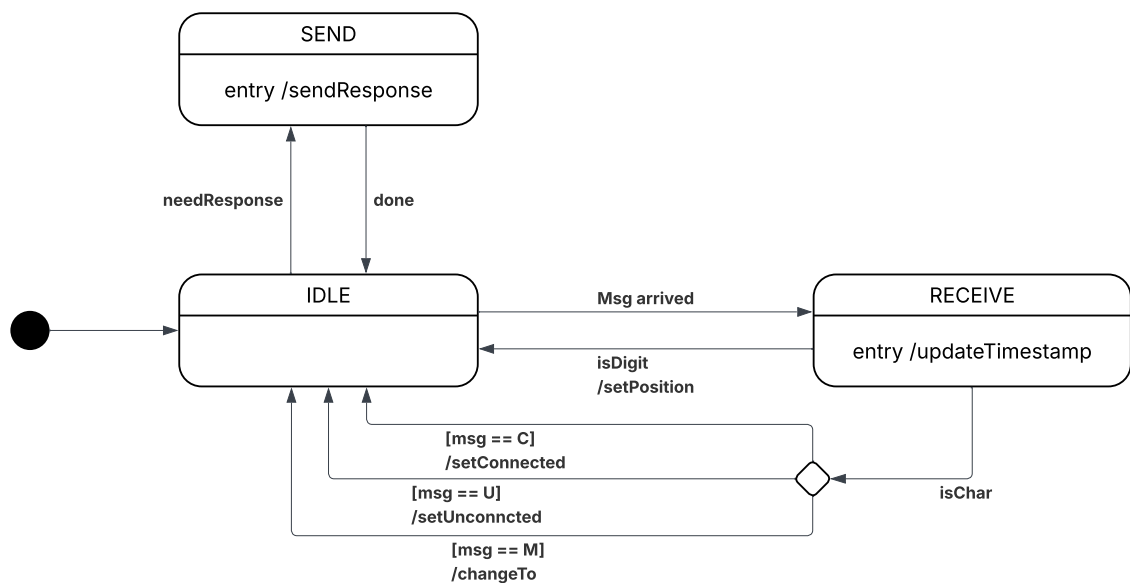 SEND
entry /sendResponse
needResponse
done
IDLE
Msg arrived
RECEIVE
entry /updateTimestamp
isDigit
/setPosition
[msg == C]
/setConnected
[msg == U]
/setUnconncted
isChar
[msg == M]
/changeTo